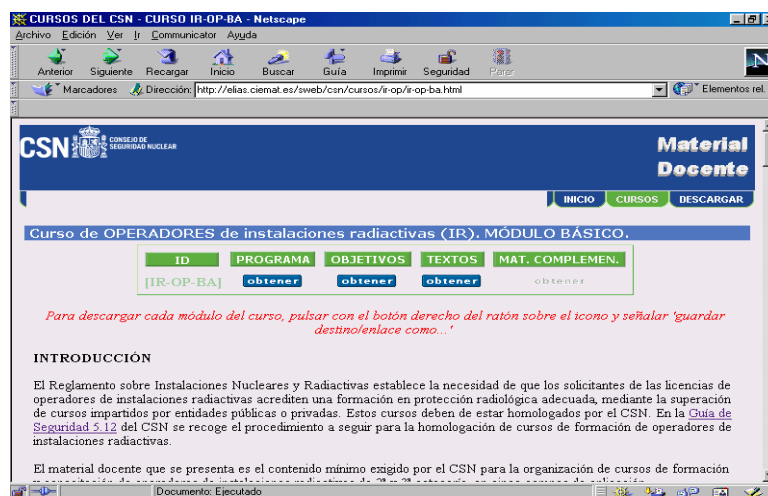 CURSOS DEL CSN - CURSO IR-OP-BA - Netscape
Archivo Edición Ver Ir Communicator Ayuda
Anterior Siguiente Recargar Inicio Buscar Guía Imprimir Seguridad Parar
Marcadores Dirección: http://elias.ciemat.es/sweb/csn/cursos/ir-op/ir-op-ba.html Elementos rel.
CSN CONSEJO DE SEGURIDAD NUCLEAR
Material
Docente
INICIO CURSOS DESCARGAR
Curso de OPERADORES de instalaciones radiactivas (IR). MÓDULO BÁSICO.
ID PROGRAMA OBJETIVOS TEXTOS MAT. COMPLEMEN.
[IR-OP-BA] obtener obtener obtener obtener
Para descargar cada módulo del curso, pulsar con el botón derecho del ratón sobre el icono y señalar 'guardar
destino/enlace como...'
INTRODUCCIÓN
El Reglamento sobre Instalaciones Nucleares y Radiactivas establece la necesidad de que los solicitantes de las licencias de
operadores de instalaciones radiactivas acrediten una formación en protección radiológica adecuada, mediante la superación
de cursos impartidos por entidades públicas o privadas. Estos cursos deben de estar homologados por el CSN. En la Guía de
Seguridad 5.12 del CSN se recoge el procedimiento a seguir para la homologación de cursos de formación de operadores de
instalaciones radiactivas.
El material docente que se presenta es el contenido mínimo exigido por el CSN para la organización de cursos de formación
Documento: Ejecutado